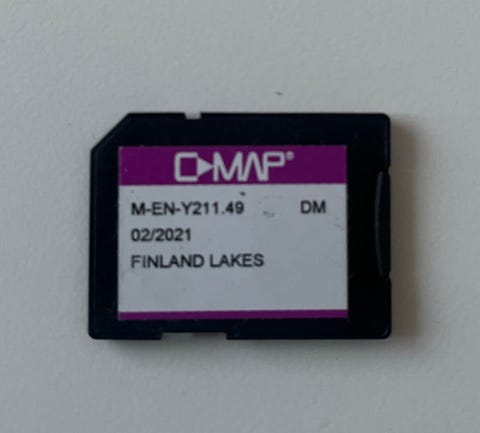 C-MAP®
M-EN-Y211.49 DM
02/2021
FINLAND LAKES